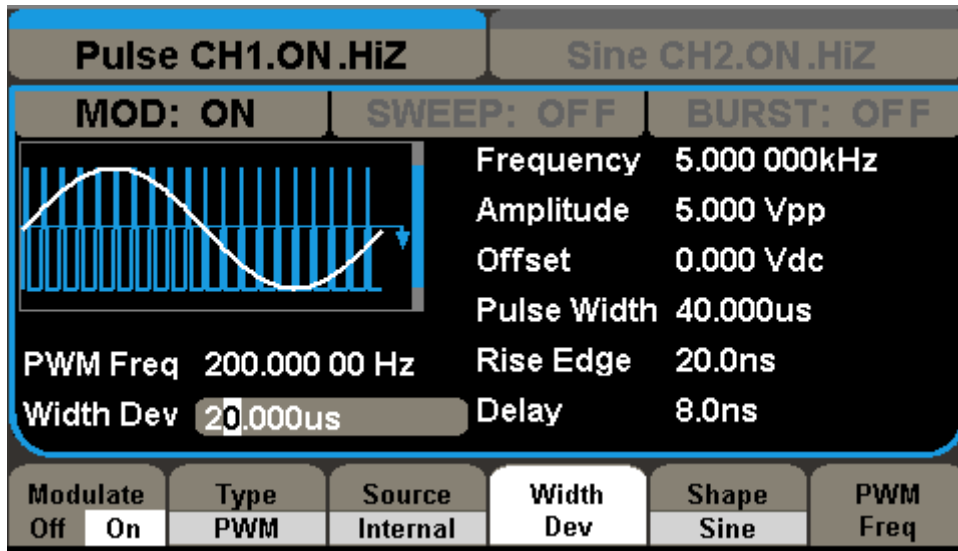 Pulse CH1.ON.HiZ Sine CH2.ON.HiZ
MOD: ON SWEEP: OFF BURST: OFF
Frequency 5.000 000kHz
Amplitude 5.000 Vpp
Offset 0.000 Vdc
Pulse Width 40.000us
PWM Freq 200.000 00 Hz Rise Edge 20.0ns
Width Dev 20.000us Delay 8.0ns
Modulate Type Source Width Shape PWM
Off On PWM Internal Dev Sine Freq